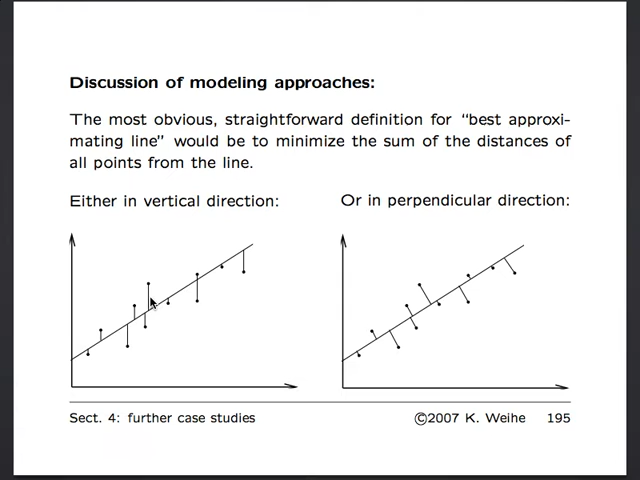 Discussion of modeling approaches:
The most obvious, straightforward definition for “best approxi-
mating line” would be to minimize the sum of the distances of
all points from the line.
Either in vertical direction:
Or in perpendicular direction:
Sect. 4: further case studies
©2007 K. Weihe
195